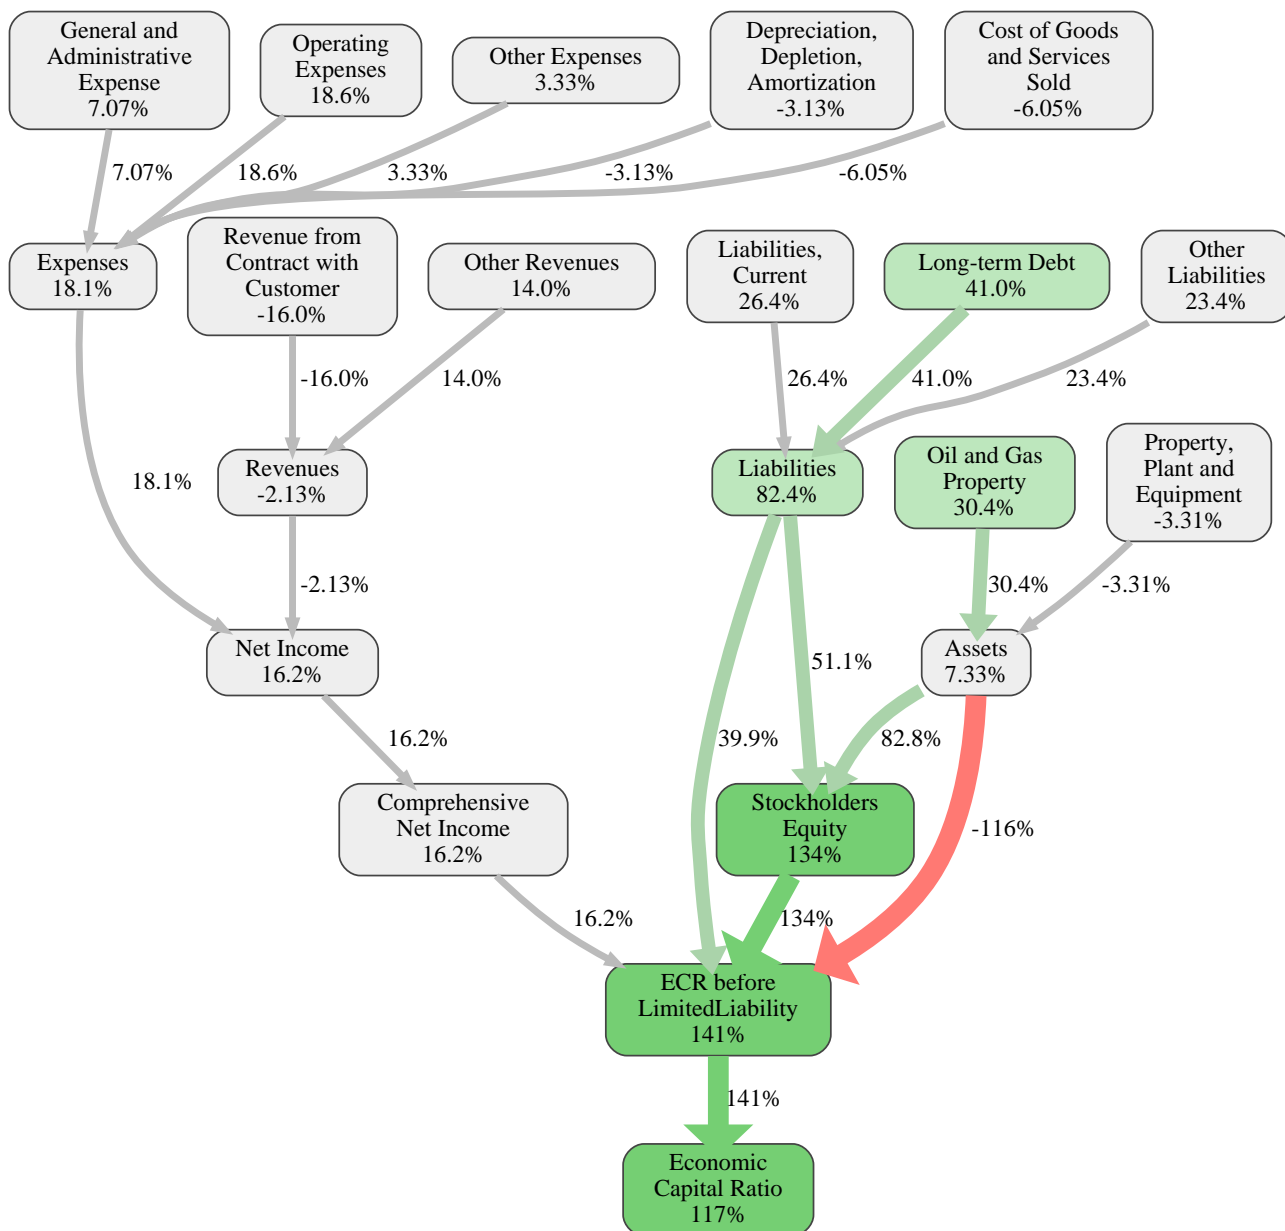 General and
Administrative
Expense
7.07%
Operating
Expenses
18.6%
Other Expenses
3.33%
Depreciation,
Depletion,
Amortization
-3.13%
Cost of Goods
and Services
Sold
-6.05%
7.07%
18.6%
3.33%
-3.13%
-6.05%
Expenses
18.1%
Revenue from
Contract with
Customer
-16.0%
Other Revenues
14.0%
Liabilities,
Current
26.4%
Long-term Debt
41.0%
Other
Liabilities
23.4%
-16.0%
14.0%
26.4%
41.0%
23.4%
18.1%
Revenues
-2.13%
Liabilities
82.4%
Oil and Gas
Property
30.4%
Property,
Plant and
Equipment
-3.31%
-2.13%
30.4%
-3.31%
Net Income
16.2%
51.1%
Assets
7.33%
16.2%
39.9%
82.8%
Comprehensive
Net Income
16.2%
Stockholders
Equity
134%
-116%
16.2%
134%
ECR before
LimitedLiability
141%
141%
Economic
Capital Ratio
117%